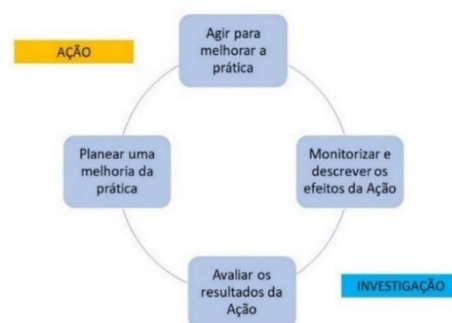 Agir para
melhorar a
prática
AÇÃO
Planear uma
melhoria da
prática
Monitorizar e
descrever os
efeitos da Ação
Avaliar os
resultados da
Ação
INVESTIGAÇÃO